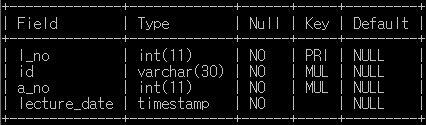 Field | Type | Null | Key | Default |
l_no | int(11) | NO | PRI | NULL |
id | varchar(30) | NO | MUL | NULL |
a_no | int(11) | NO | MUL | NULL |
lecture_date | timestamp | NO | | NULL |